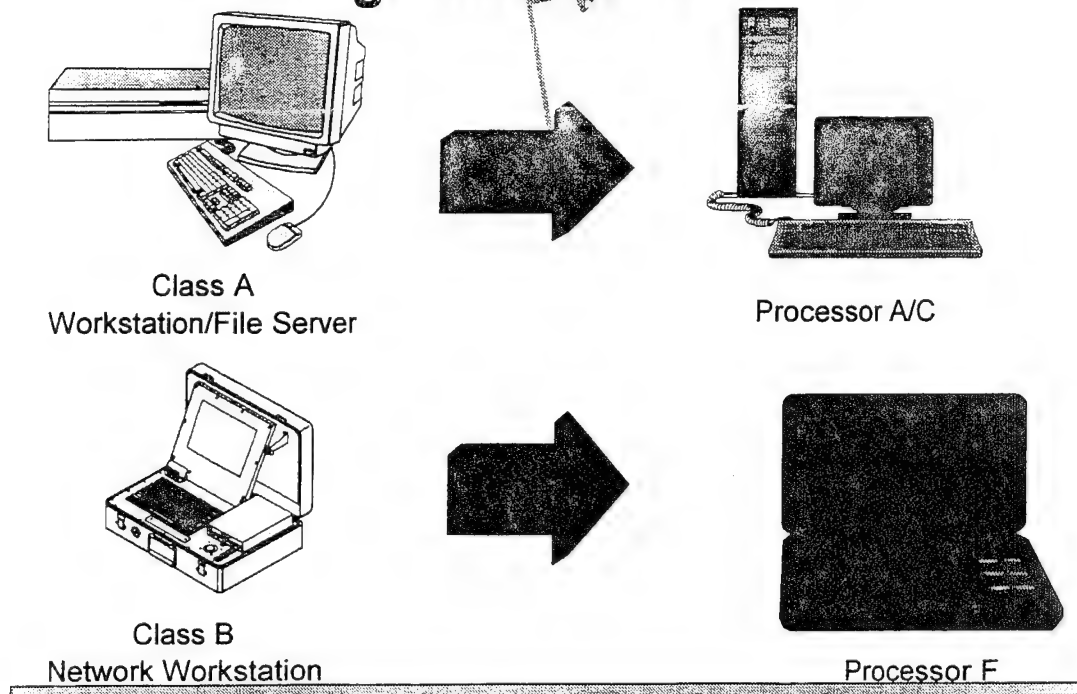 Class A
Workstation/File Server
Processor A/C
Class B
Network Workstation
Processor F